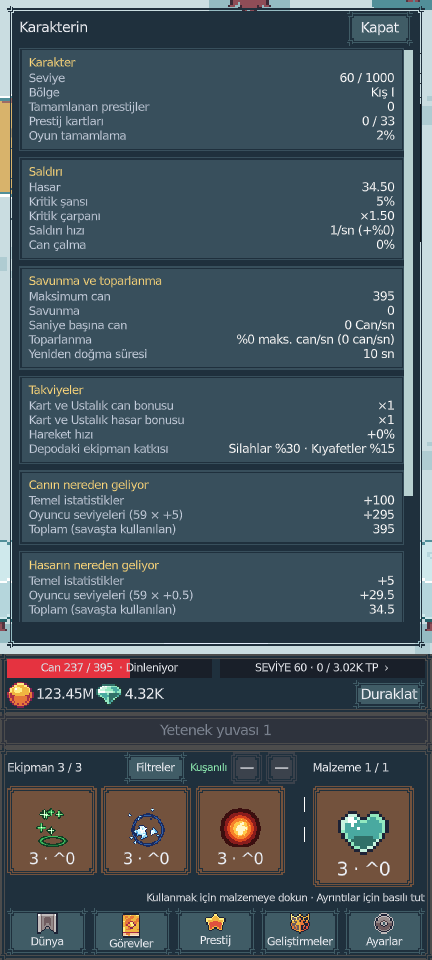 Karakterin
Kapat
Karakter
Seviye 60 / 1000
Bölge Kış I
Tamamlanan prestijler 0
Prestij kartları 0 / 33
Oyun tamamlama 2%
Saldırı
Hasar 34.50
Kritik şansı 5%
Kritik çarpanı ×1.50
Saldırı hızı 1/sn (+%0)
Can çalma 0%
Savunma ve toparlanma
Maksimum can 395
Savunma 0
Saniye başına can 0 Can/sn
Toparlanma %0 maks. can/sn (0 can/sn)
Yeniden doğma süresi 10 sn
Takviyeler
Kart ve Ustalık can bonusu ×1
Kart ve Ustalık hasar bonusu ×1
Hareket hızı +0%
Depodaki ekipman katkısı Silahlar %30 · Kıyafetler %15
Canın nereden geliyor
Temel istatistikler +100
Oyuncu seviyeleri (59 × +5) +295
Toplam (savaşta kullanılan) 395
Hasarın nereden geliyor
Temel istatistikler +5
Oyuncu seviyeleri (59 × +0.5) +29.5
Toplam (savaşta kullanılan) 34.5
Can 237 / 395 · Dinleniyor
SEVİYE 60 · 0 / 3.02K TP ›
123.45M 4.32K
Duraklat
Yetenek yuvası 1
Ekipman 3 / 3
Filtreler
Kuşanılı — —
Malzeme 1 / 1
3 · ^0 3 · ^0 3 · ^0 3 · ^0
Kullanmak için malzemeye dokun · Ayrıntılar için basılı tut
Dünya Görevler Prestij Geliştirmeler Ayarlar